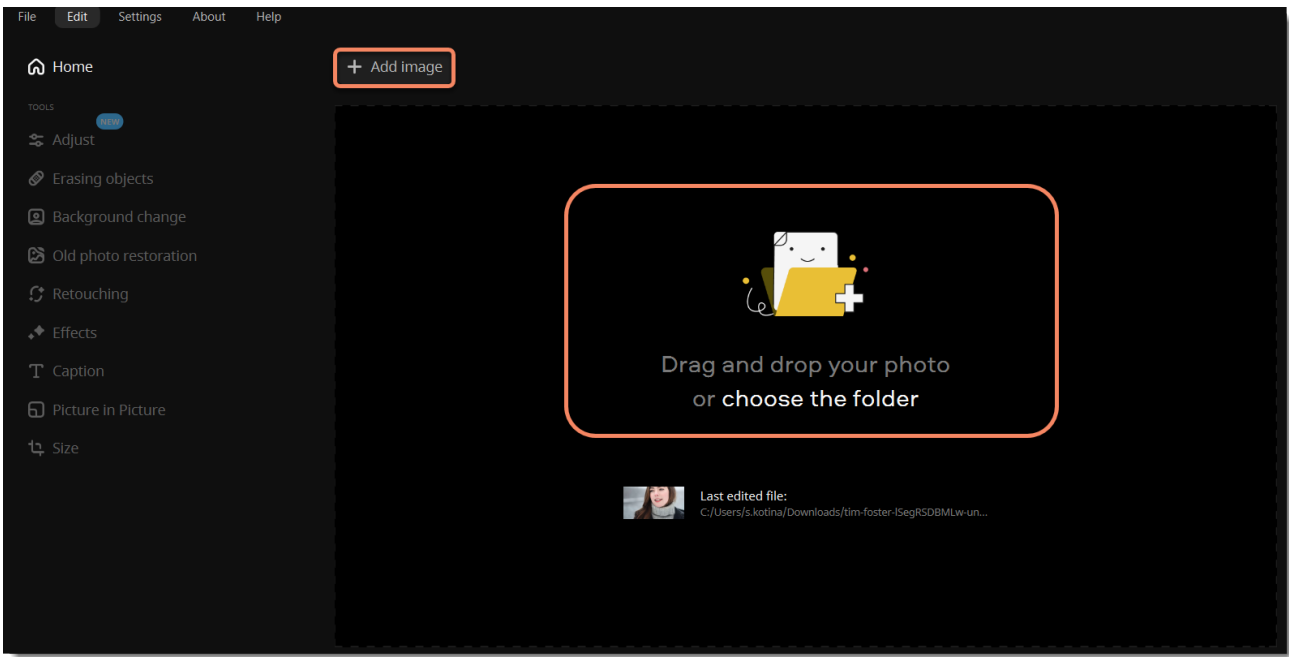 File Edit Settings About Help
Home
Add image
TOOLS
NEW
Adjust
Erasing objects
Background change
Old photo restoration
Retouching
Effects
Caption
Picture in Picture
Size
Drag and drop your photo
or choose the folder
Last edited file:
C:/Users/s.kotina/Downloads/tim-foster-lSegRSDBMLw-un...